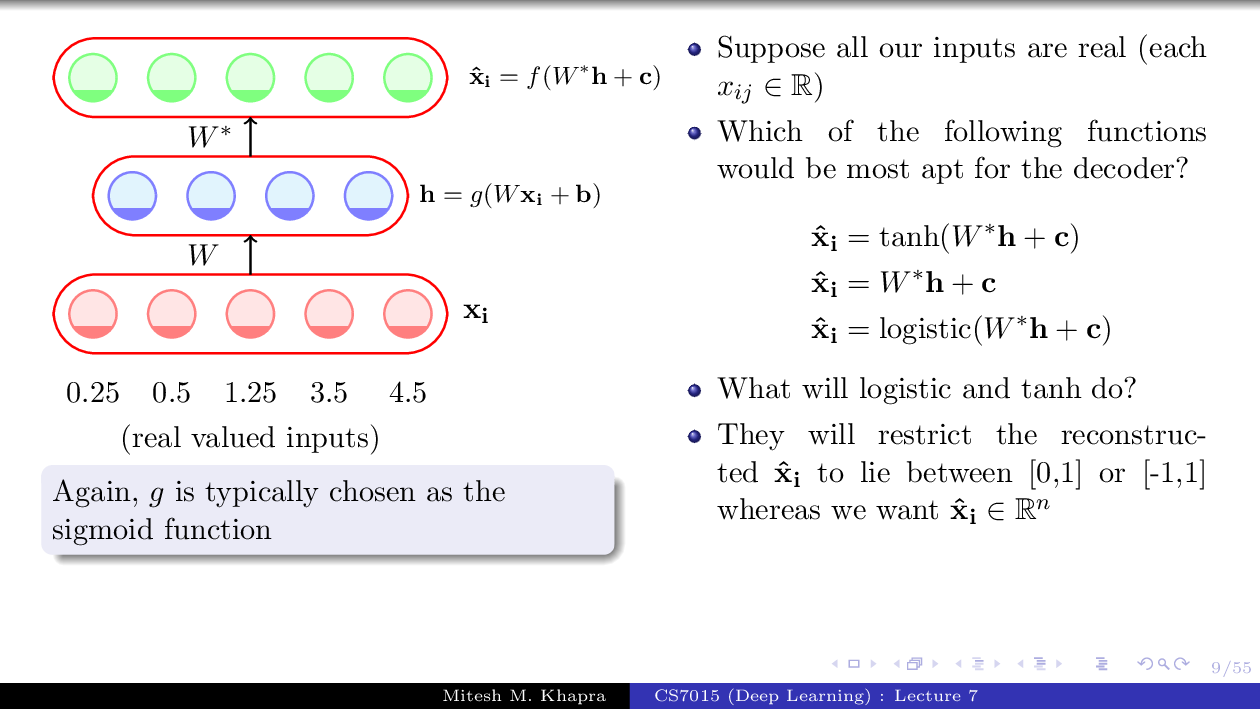 x̂ᵢ = f(W*h + c)
W*
h = g(Wxᵢ + b)
W
xᵢ
0.25 0.5 1.25 3.5 4.5
(real valued inputs)
Again, g is typically chosen as the
sigmoid function
Suppose all our inputs are real (each
xᵢⱼ ∈ ℝ)
Which of the following functions
would be most apt for the decoder?
x̂ᵢ = tanh(W*h + c)
x̂ᵢ = W*h + c
x̂ᵢ = logistic(W*h + c)
What will logistic and tanh do?
They will restrict the reconstruc-
ted x̂ᵢ to lie between [0,1] or [-1,1]
whereas we want x̂ᵢ ∈ ℝⁿ
9/55
Mitesh M. Khapra CS7015 (Deep Learning) : Lecture 7